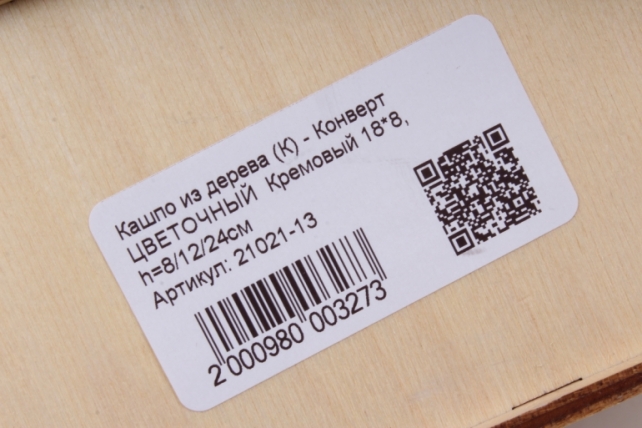 Кашпо из дерева (К) - Конверт
ЦВЕТОЧНЫЙ Кремовый 18*8,
h=8/12/24см
Артикул: 21021-13
2 000980 003273